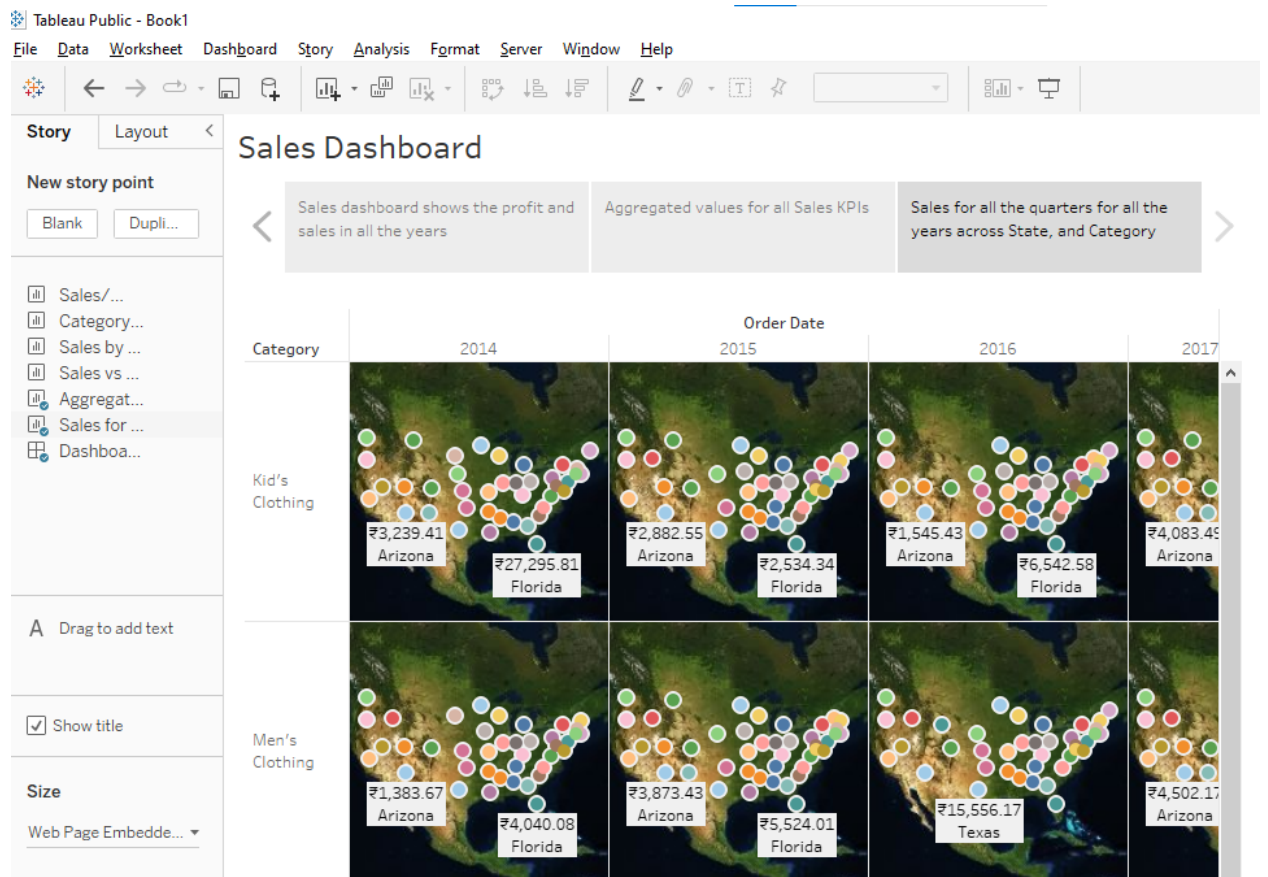 Tableau Public - Book1
File Data Worksheet Dashboard Story Analysis Format Server Window Help
Story Layout
New story point
Blank Dupli...
Sales/...
Category...
Sales by ...
Sales vs ...
Aggregat...
Sales for ...
Dashboa...
A Drag to add text
Show title
Size
Web Page Embedde...
Sales Dashboard
Sales dashboard shows the profit and
sales in all the years
Aggregated values for all Sales KPIs
Sales for all the quarters for all the
years across State, and Category
Order Date
Category 2014 2015 2016 2017
Kid's
Clothing
₹3,239.41
Arizona
₹27,295.81
Florida
₹2,882.55
Arizona
₹2,534.34
Florida
₹1,545.43
Arizona
₹6,542.58
Florida
₹4,083.49
Arizona
Men's
Clothing
₹1,383.67
Arizona
₹4,040.08
Florida
₹3,873.43
Arizona
₹5,524.01
Florida
₹15,556.17
Texas
₹4,502.17
Arizona